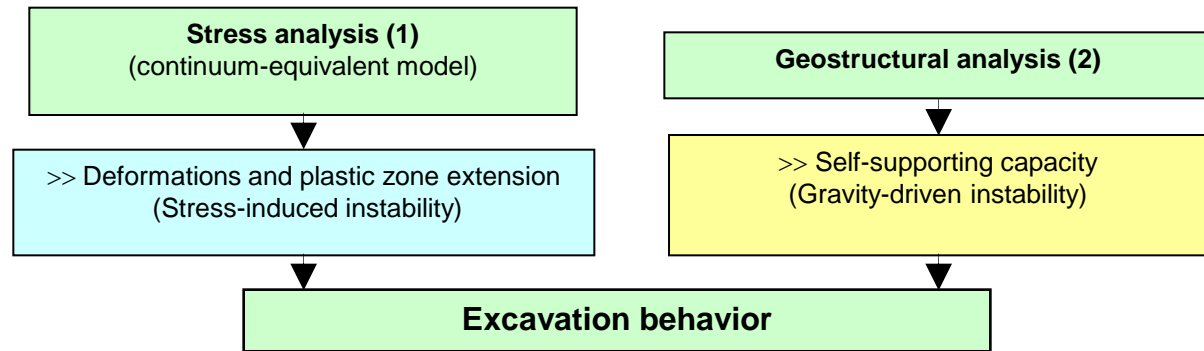 Stress analysis (1)
(continuum-equivalent model)
Geostructural analysis (2)
>> Deformations and plastic zone extension
(Stress-induced instability)
>> Self-supporting capacity
(Gravity-driven instability)
Excavation behavior